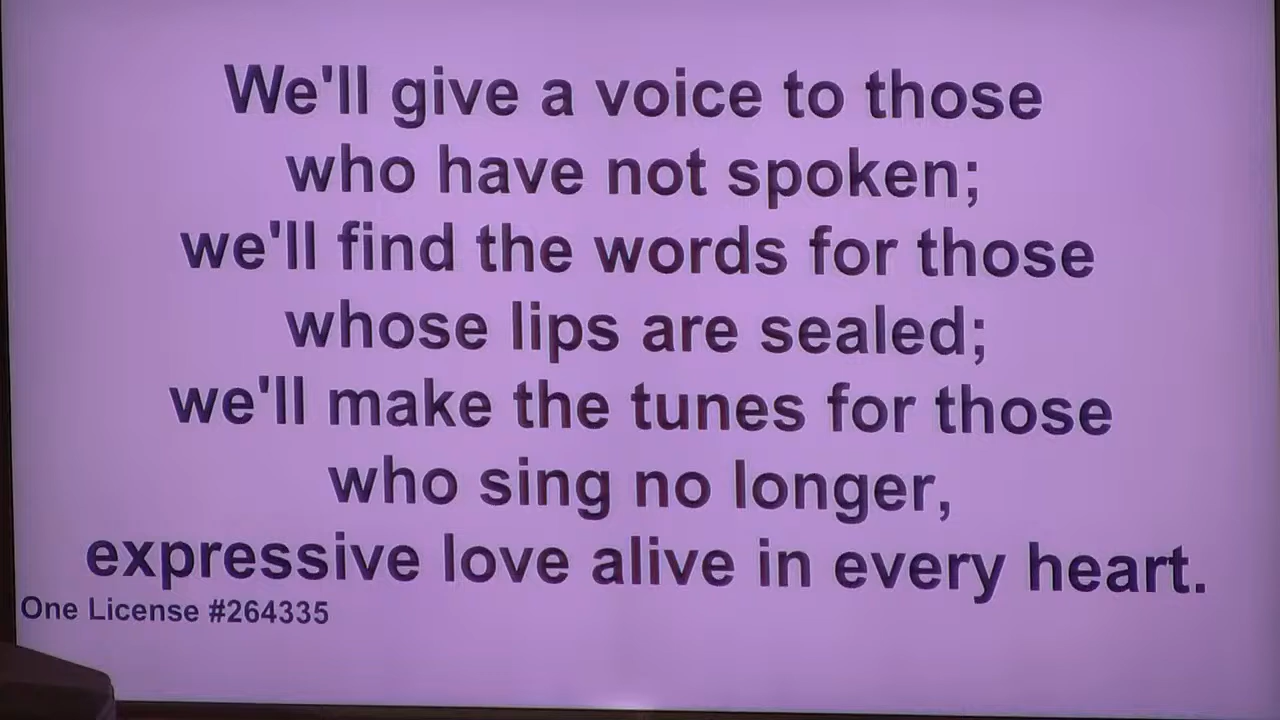 We'll give a voice to those
who have not spoken;
we'll find the words for those
whose lips are sealed;
we'll make the tunes for those
who sing no longer,
expressive love alive in every heart.
One License #264335